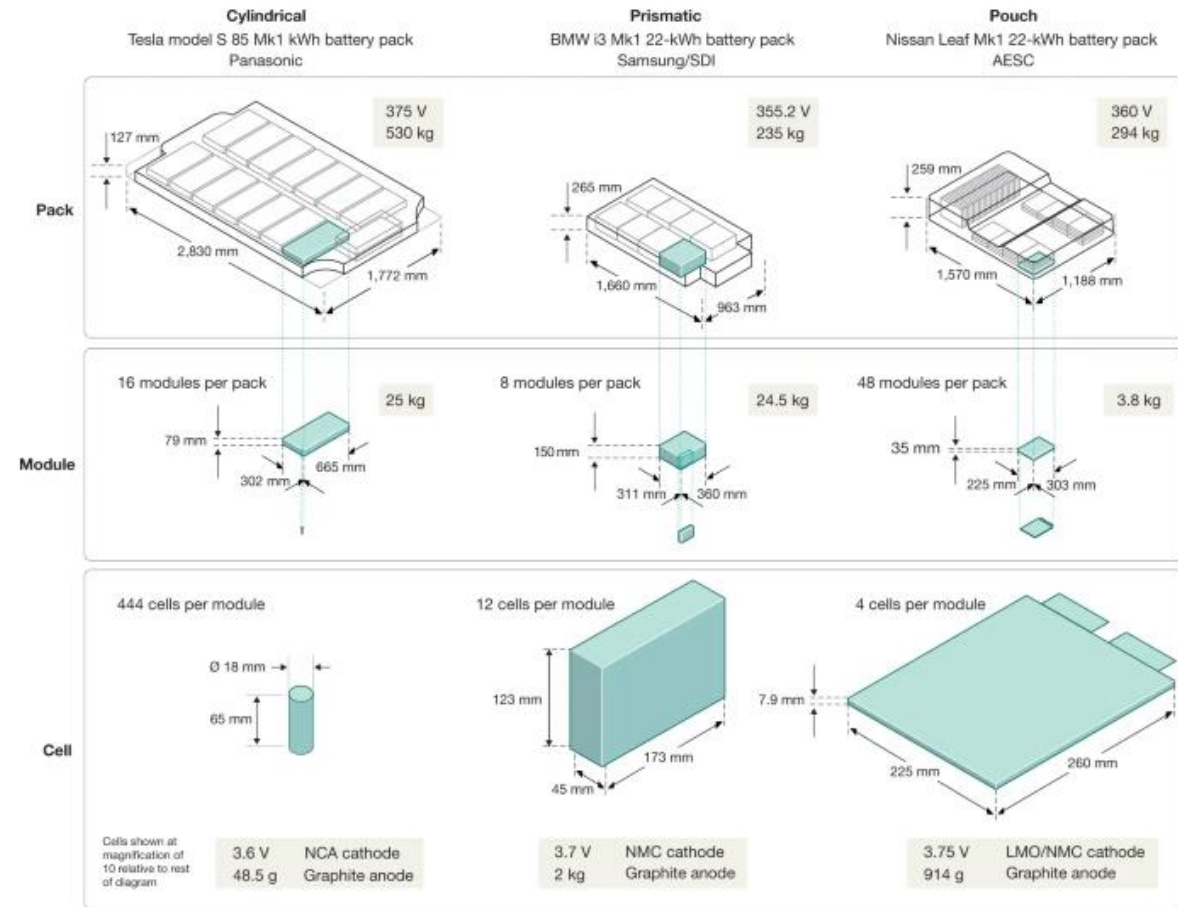 Cylindrical
Tesla model S 85 Mk1 kWh battery pack
Panasonic
Prismatic
BMW i3 Mk1 22-kWh battery pack
Samsung/SDI
Pouch
Nissan Leaf Mk1 22-kWh battery pack
AESC
Pack
375 V
530 kg
127 mm
2,830 mm
1,772 mm
355.2 V
235 kg
265 mm
1,660 mm
963 mm
360 V
294 kg
259 mm
1,570 mm
1,188 mm
Module
16 modules per pack
25 kg
79 mm
302 mm
665 mm
8 modules per pack
24.5 kg
150 mm
311 mm
360 mm
48 modules per pack
3.8 kg
35 mm
225 mm
303 mm
Cell
444 cells per module
Ø 18 mm
65 mm
12 cells per module
123 mm
45 mm
173 mm
4 cells per module
7.9 mm
225 mm
260 mm
Cells shown at
magnification of
10 relative to rest
of diagram
3.6 V NCA cathode
48.5 g Graphite anode
3.7 V NMC cathode
2 kg Graphite anode
3.75 V LMO/NMC cathode
914 g Graphite anode